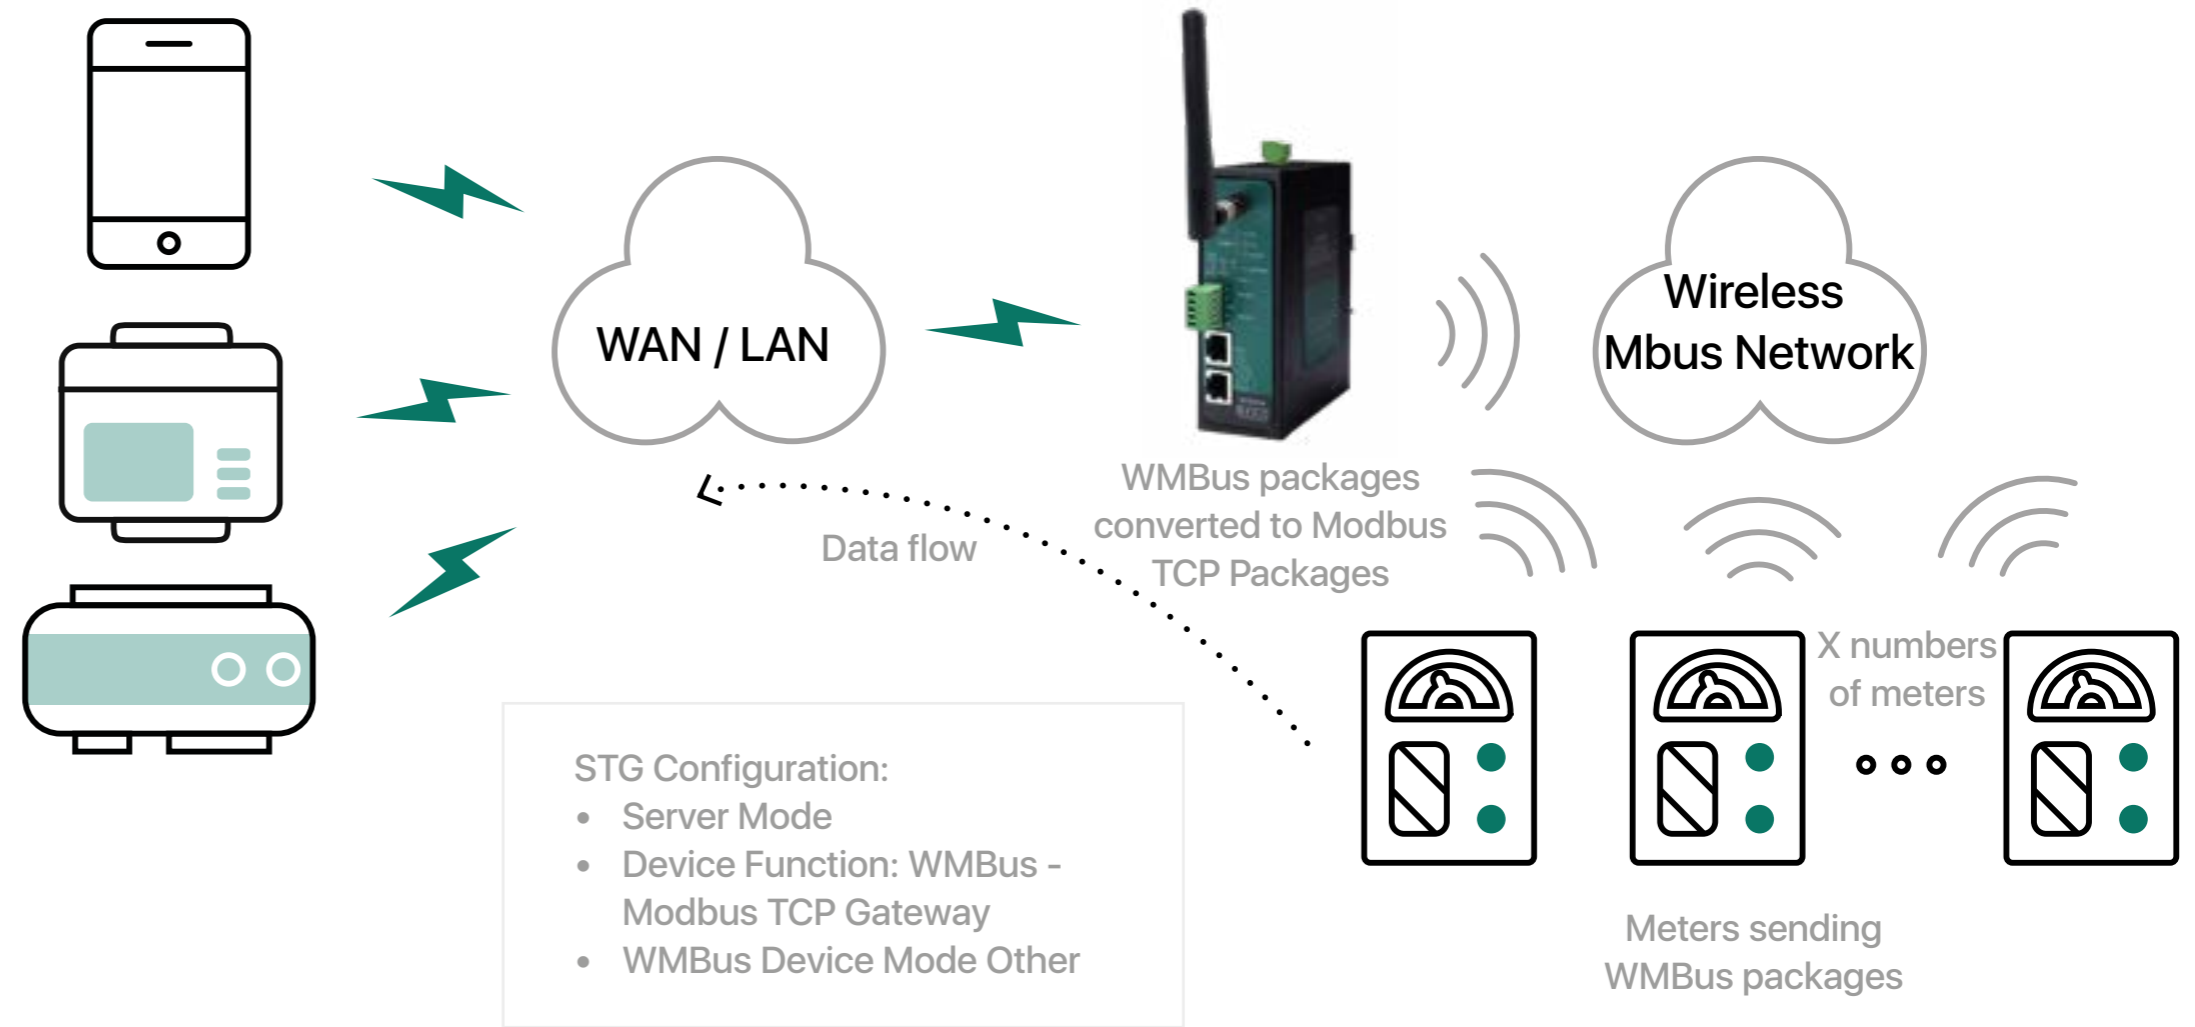 WAN / LAN
Wireless
Mbus Network
WMBus packages
converted to Modbus
TCP Packages
Data flow
X numbers
of meters
STG Configuration:
• Server Mode
• Device Function: WMBus -
Modbus TCP Gateway
• WMBus Device Mode Other
Meters sending
WMBus packages